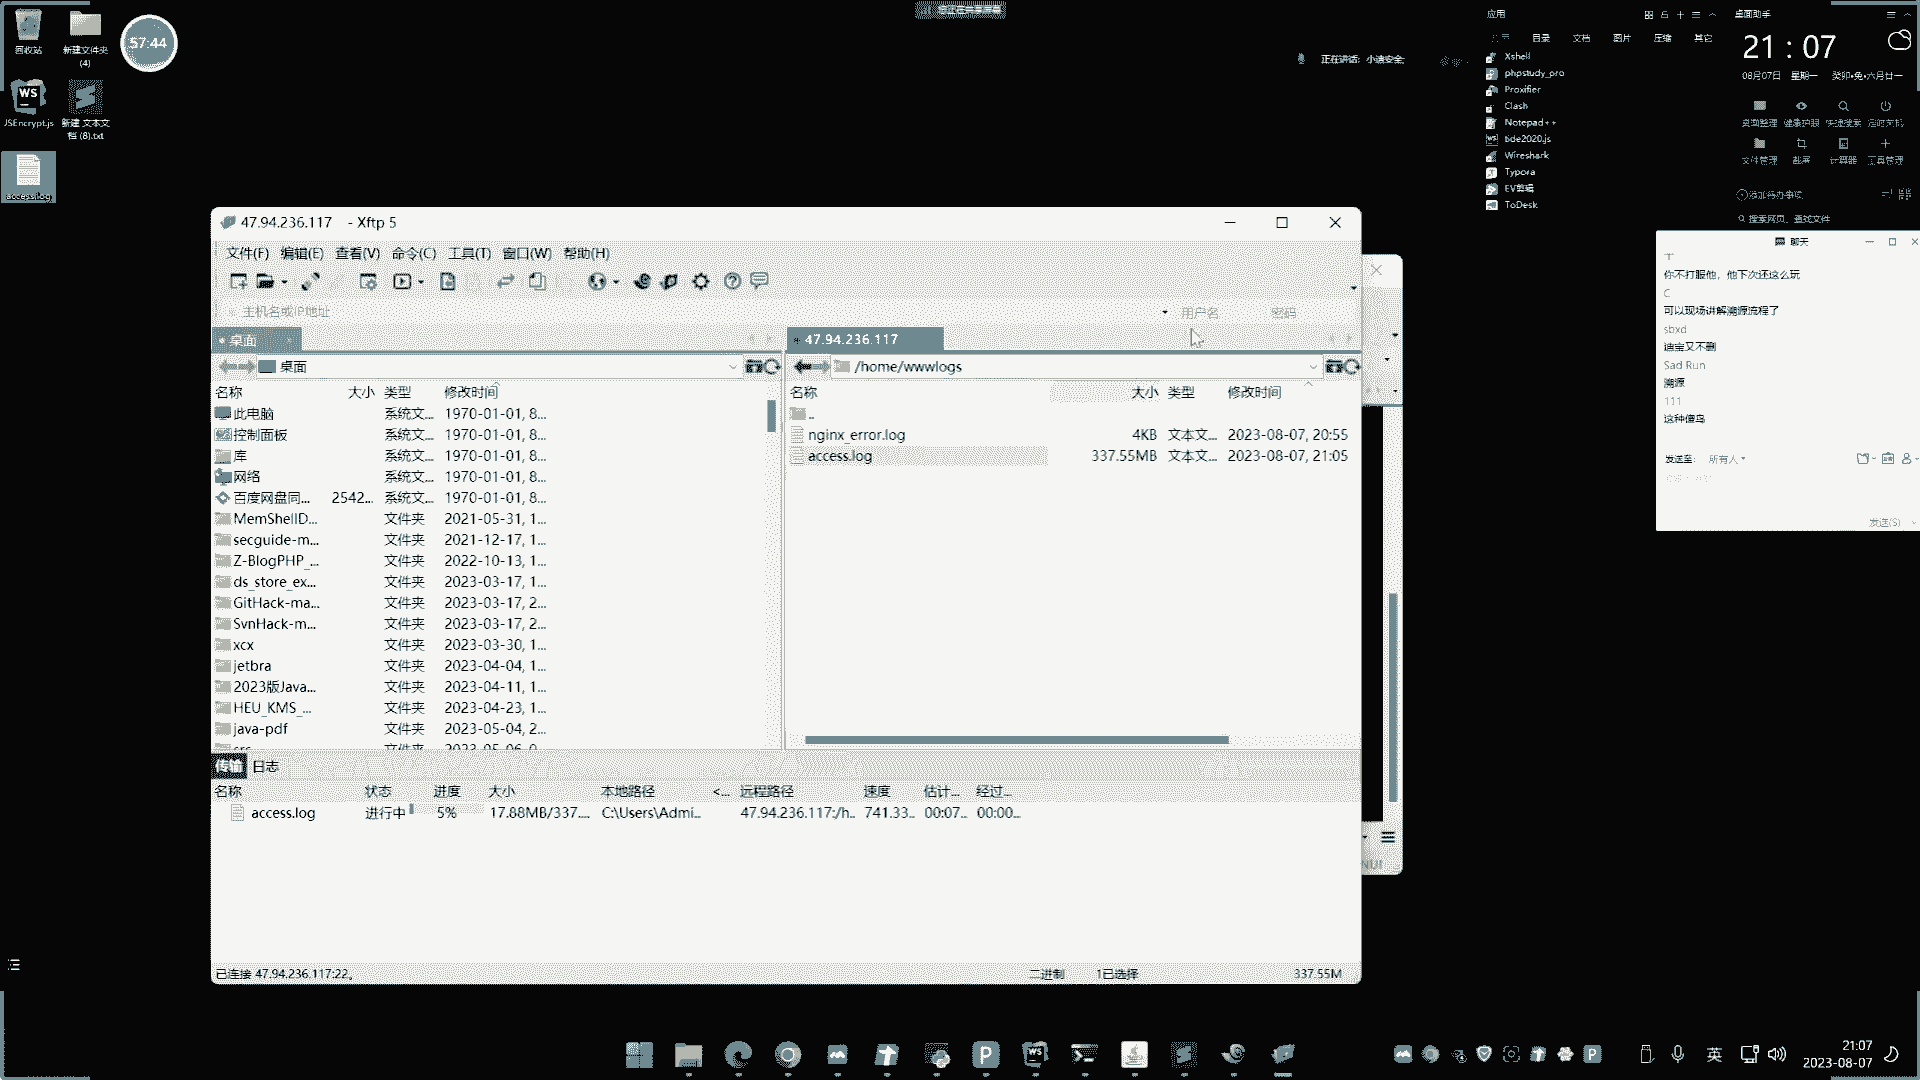 回收站
新建文件夹
(4)
57:44
JSEncrypt.js
新建 文本文
档 (8).txt
access.log
正在讲话: 小迪安全;
应用
目录 文档 图片 压缩 其它
Xshell
phpstudy_pro
Proxifier
Clash
Notepad++
tide2020.js
Wireshark
Typora
EV剪辑
ToDesk
桌面助手
21 : 07
08月07日 星期一 癸卯•兔•六月廿一
桌面整理 健康护眼 快速搜索 定时关机
文件管理 截屏 计算器 工具管理
添加待办事项
搜索网页、查找文件
47.94.236.117 - Xftp 5
文件(F) 编辑(E) 查看(V) 命令(C) 工具(T) 窗口(W) 帮助(H)
主机名或IP地址 用户名 密码
桌面
桌面
名称 大小 类型 修改时间
此电脑 系统文... 1970-01-01, 8...
控制面板 系统文... 1970-01-01, 8...
库 系统文... 1970-01-01, 8...
网络 系统文... 1970-01-01, 8...
百度网盘同... 2542... 系统文... 1970-01-01, 8...
MemShellD... 文件夹 2021-05-31, 1...
secguide-m... 文件夹 2021-12-17, 1...
Z-BlogPHP_... 文件夹 2022-10-13, 1...
ds_store_ex... 文件夹 2023-03-17, 1...
GitHack-ma... 文件夹 2023-03-17, 2...
SvnHack-m... 文件夹 2023-03-17, 2...
xcx 文件夹 2023-03-30, 1...
jetbra 文件夹 2023-04-04, 1...
2023版Java... 文件夹 2023-04-11, 1...
HEU_KMS_... 文件夹 2023-04-23, 1...
java-pdf 文件夹 2023-05-04, 2...
47.94.236.117
/home/wwwlogs
名称 大小 类型 修改时间
..
nginx_error.log 4KB 文本文... 2023-08-07, 20:55
access.log 337.55MB 文本文... 2023-08-07, 21:05
传输 日志
名称 状态 进度 大小 本地路径 <... 远程路径 速度 估计... 经过...
access.log 进行中 5% 17.88MB/337.... C:\Users\Admi... 47.94.236.117:/h... 741.33... 00:07... 00:00...
已连接 47.94.236.117:22。 二进制 1已选择 337.55M
聊天
你不打服他，他下次还这么玩
C
可以现场讲解溯源流程了
sbxd
迪宝又不删
Sad Run
溯源
111
这种傻鸟
发送至: 所有人
发送(S)
英
21:07
2023-08-07